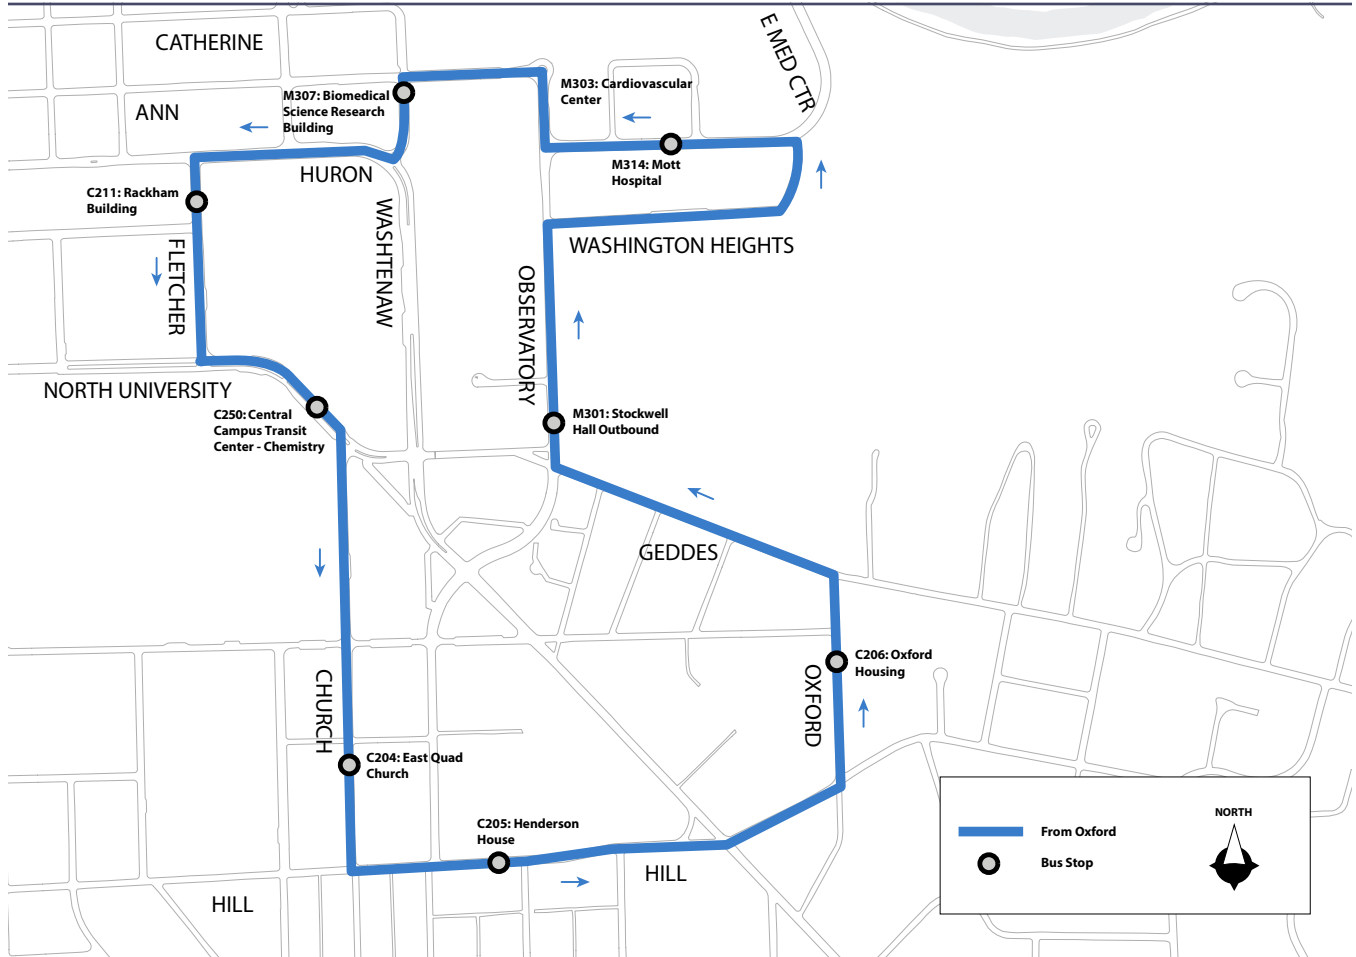 E MED CTR
CATHERINE
M303: Cardiovascular
Center
M307: Biomedical
Science Research
Building
ANN
M314: Mott
Hospital
HURON
C211: Rackham
Building
WASHTENAW
WASHINGTON HEIGHTS
FLETCHER
OBSERVATORY
NORTH UNIVERSITY
C250: Central
Campus Transit
Center - Chemistry
M301: Stockwell
Hall Outbound
GEDDES
C206: Oxford
Housing
OXFORD
CHURCH
C204: East Quad
Church
C205: Henderson
House
HILL
HILL
NORTH
From Oxford
Bus Stop